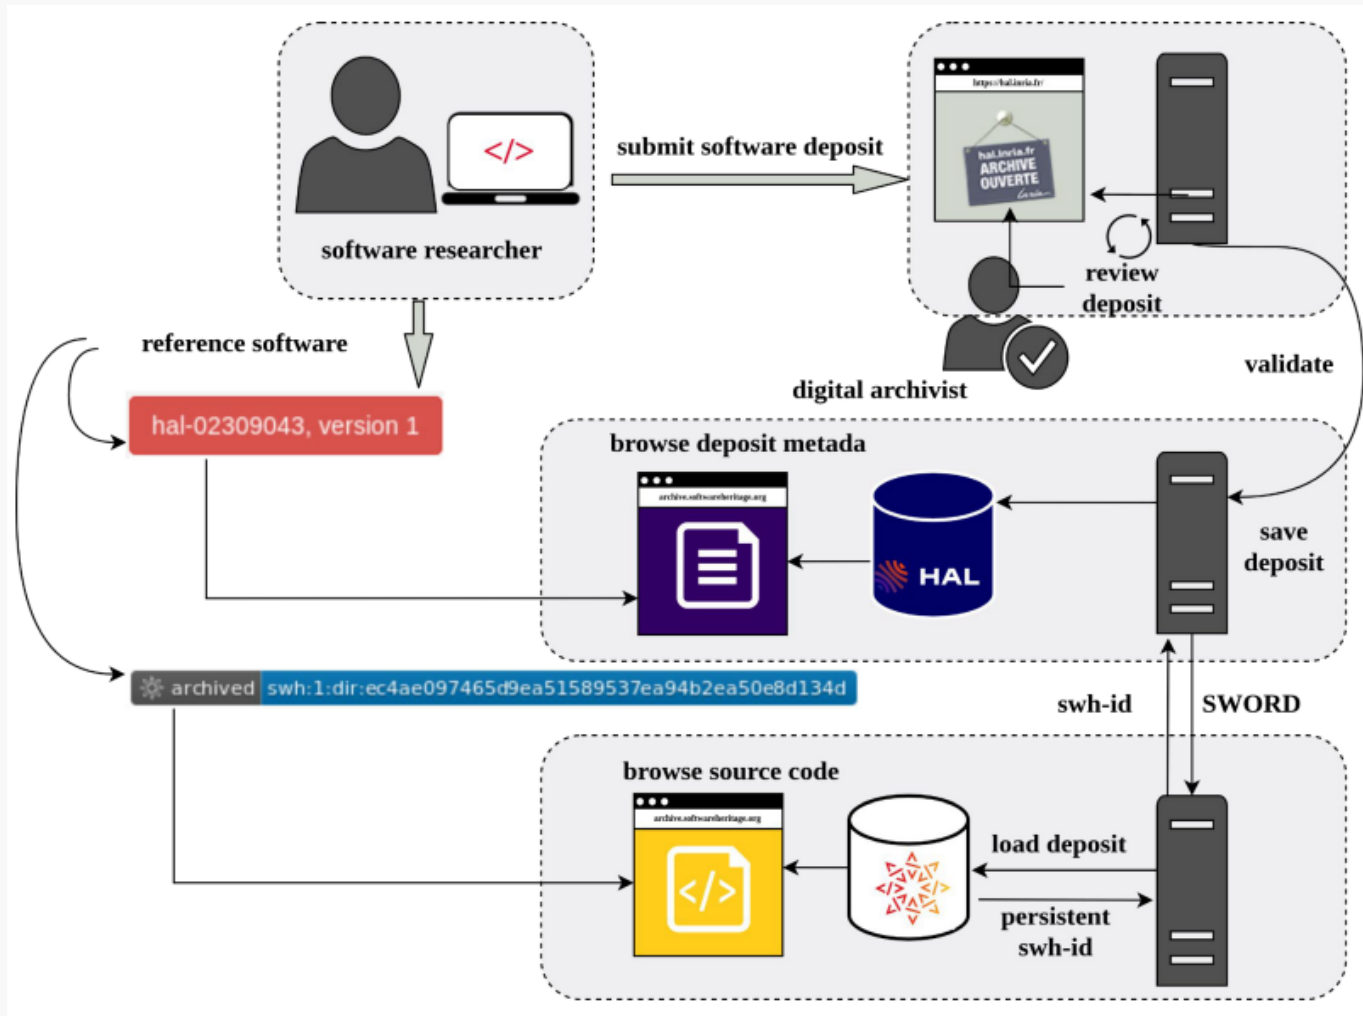 https://hal.inria.fr/
hal.inria.fr
ARCHIVE
OUVERTE
Inria
</>
submit software deposit
software researcher
review
deposit
reference software
validate
digital archivist
hal-02309043, version 1
browse deposit metada
archive.softwareheritage.org
HAL
save
deposit
archived swh:1:dir:ec4ae097465d9ea51589537ea94b2ea50e8d134d
swh-id
SWORD
browse source code
archive.softwareheritage.org
</>
load deposit
persistent
swh-id